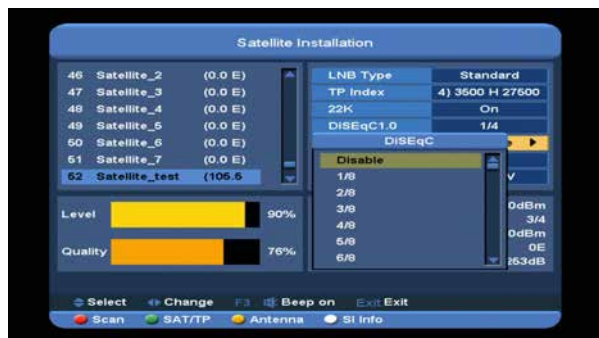 Satellite Installation
46 Satellite_2 (0.0 E)
47 Satellite_3 (0.0 E)
48 Satellite_4 (0.0 E)
49 Satellite_5 (0.0 E)
50 Satellite_6 (0.0 E)
51 Satellite_7 (0.0 E)
52 Satellite_test (105.5
LNB Type Standard
TP Index 4) 3500 H 27500
22K On
DiSEqC1.0 1/4
DiSEqC
Disable
1/8
2/8
3/8
4/8
5/8
6/8
V
0dBm
3/4
0dBm
0E
253dB
Level 90%
Quality 76%
Select Change F3 Beep on Exit Exit
Scan SAT/TP Antenna SI Info